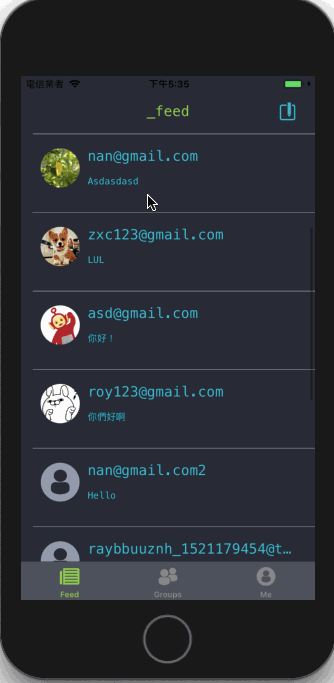 電信業者 下午5:35
_feed
nan@gmail.com
Asdasdasd
zxc123@gmail.com
LUL
asd@gmail.com
你好！
roy123@gmail.com
你們好啊
nan@gmail.com2
Hello
raybbuuznh_1521179454@t…
Feed Groups Me